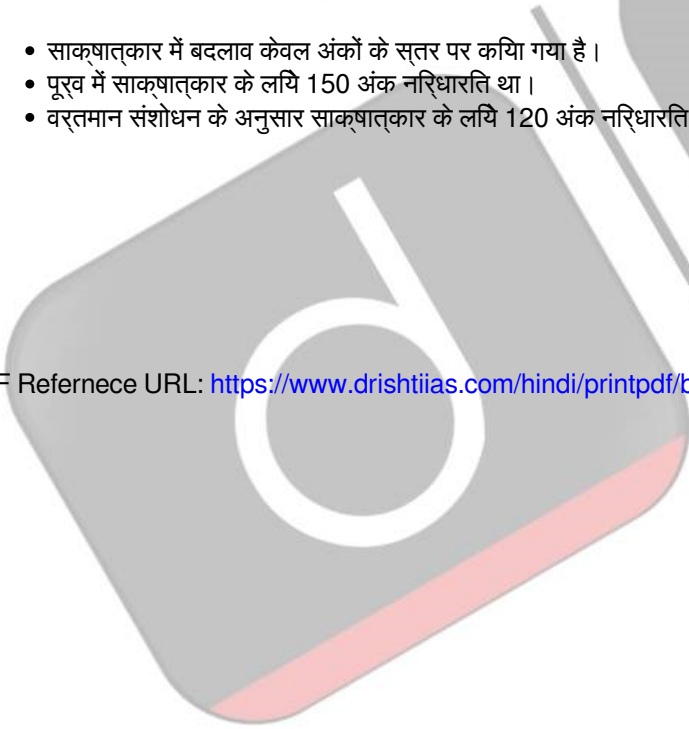 • साक्षात्कार में बदलाव केवल अंकों के स्तर पर किया गया है।
• पूर्व में साक्षात्कार के लिये 150 अंक निर्धारित था।
• वर्तमान संशोधन के अनुसार साक्षात्कार के लिये 120 अंक निर्धारित
F Refernece URL: https://www.drishtiias.com/hindi/printpdf/b